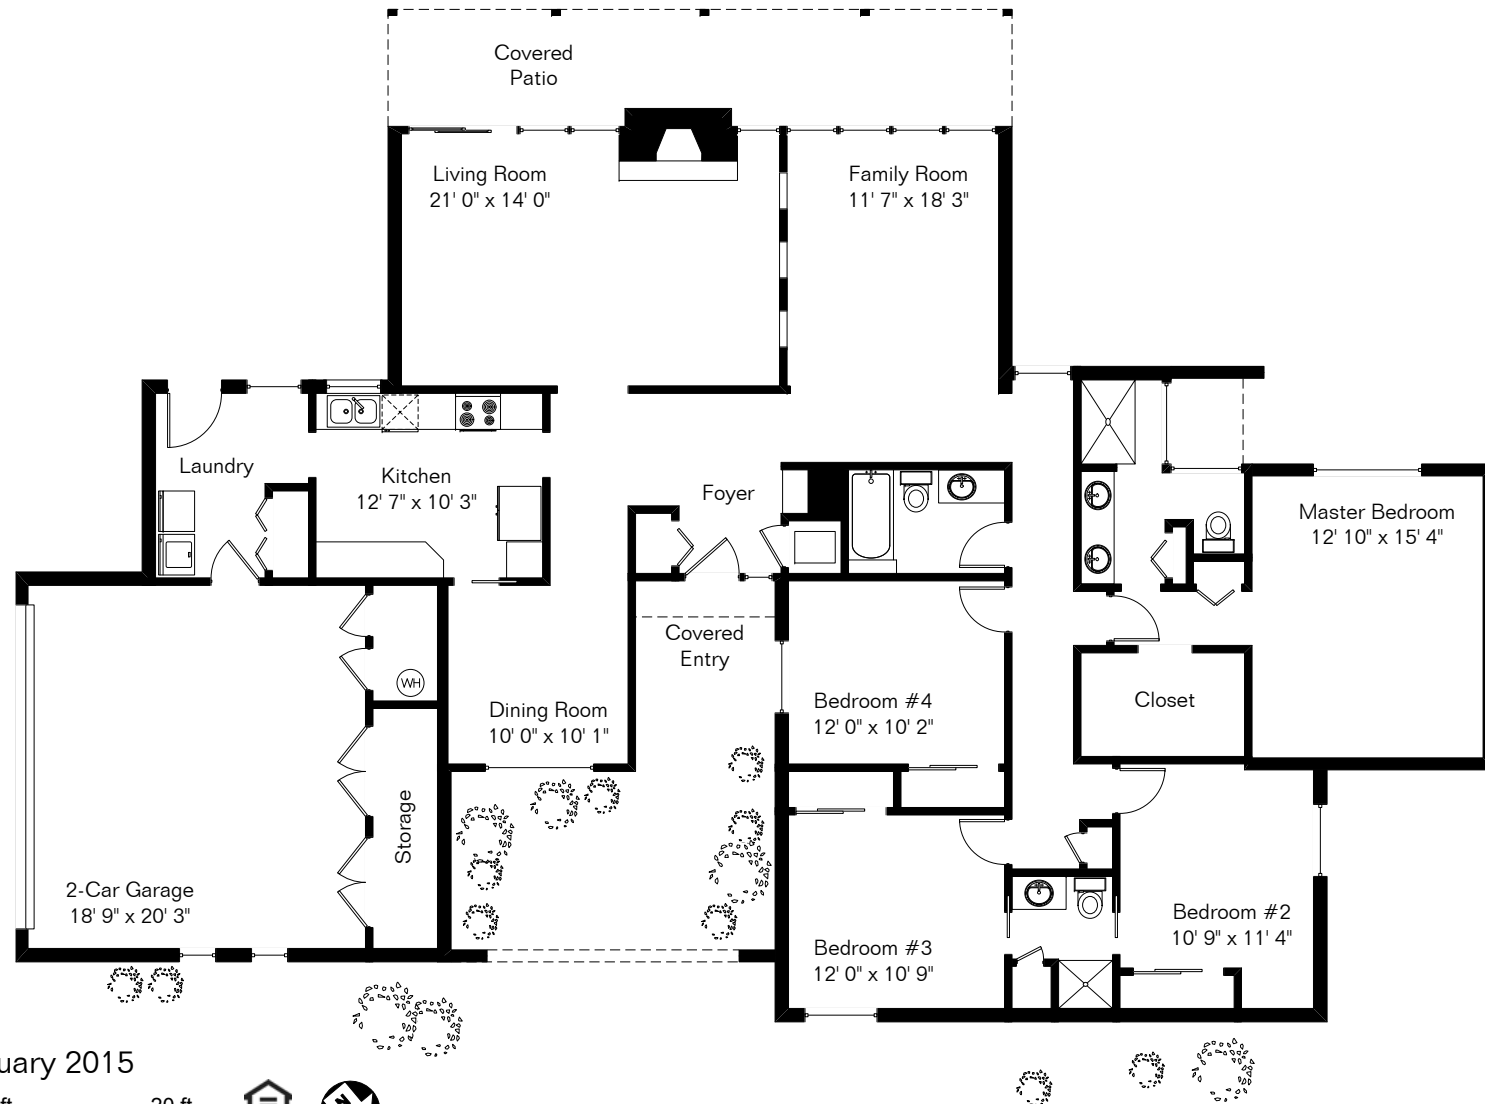 Covered
Patio
Living Room
21' 0" x 14' 0"
Family Room
11' 7" x 18' 3"
Laundry
Kitchen
12' 7" x 10' 3"
Foyer
Master Bedroom
12' 10" x 15' 4"
Covered
Entry
WH
Dining Room
10' 0" x 10' 1"
Bedroom #4
12' 0" x 10' 2"
Closet
Storage
2-Car Garage
18' 9" x 20' 3"
Bedroom #3
12' 0" x 10' 9"
Bedroom #2
10' 9" x 11' 4"
uary 2015
ft 20 ft